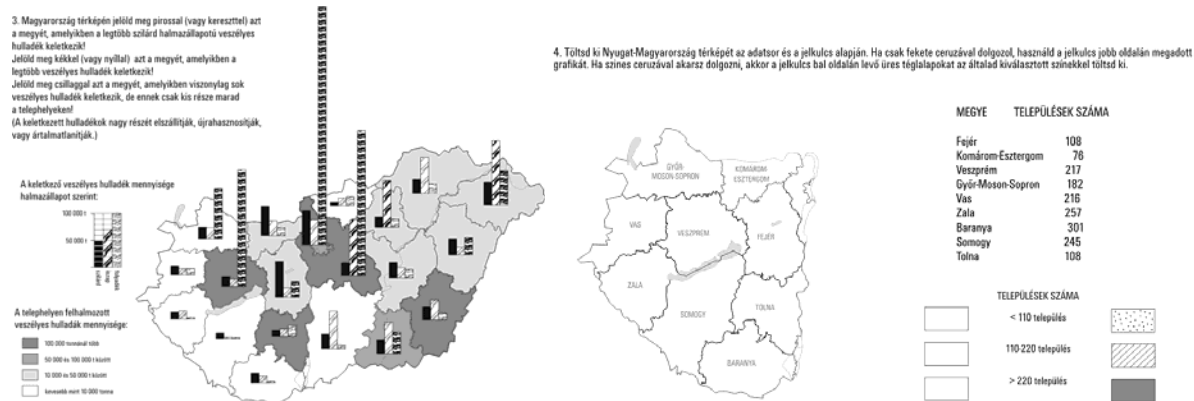 3. Magyarország térképén jelöld meg pirossal (vagy kereszttel) azt
a megyét, amelyikben a legtöbb szilárd halmazállapotú veszélyes
hulladék keletkezik!
Jelöld meg kékkel (vagy nyíllal) azt a megyét, amelyikben a
legtöbb veszélyes hulladék keletkezik!
Jelöld meg csillaggal azt a megyét, amelyikben viszonylag sok
veszélyes hulladék keletkezik, de ennek csak kis része marad
a telephelyeken!
(A keletkezett hulladékok nagy részét elszállítják, újrahasznosítják,
vagy ártalmatlanítják.)
A keletkező veszélyes hulladék mennyisége
halmazállapot szerint:
100 000 t
50 000 t
szilárd
iszap
folyadék
A telephelyen felhalmozott
veszélyes hulladák mennyisége:
100 000 tonnánál több
50 000 és 100 000 t között
10 000 és 50 000 t között
kevesebb mint 10 000 tonna
4. Töltsd ki Nyugat-Magyarország térképét az adatsor és a jelkulcs alapján. Ha csak fekete ceruzával dolgozol, használd a jelkulcs jobb oldalán megadott
grafikát. Ha szines ceruzával akarsz dolgozni, akkor a jelkulcs bal oldalán levő üres téglalapokat az általad kiválasztott színekkel töltsd ki.
GYŐR-
MOSON-SOPRON
KOMÁROM-
ESZTERGOM
VAS
VESZPRÉM
FEJÉR
ZALA
SOMOGY
TOLNA
BARANYA
MEGYE TELEPÜLÉSEK SZÁMA
Fejér 108
Komárom-Esztergom 76
Veszprém 217
Győr-Moson-Sopron 182
Vas 216
Zala 257
Baranya 301
Somogy 245
Tolna 108
TELEPÜLÉSEK SZÁMA
< 110 település
110-220 település
> 220 település